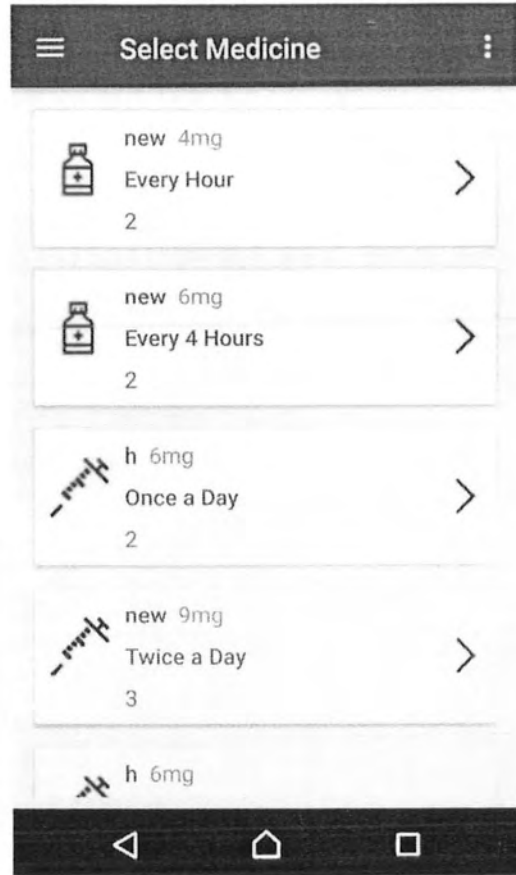 Select Medicine
new 4mg
Every Hour
2
new 6mg
Every 4 Hours
2
h 6mg
Once a Day
2
new 9mg
Twice a Day
3
h 6mg